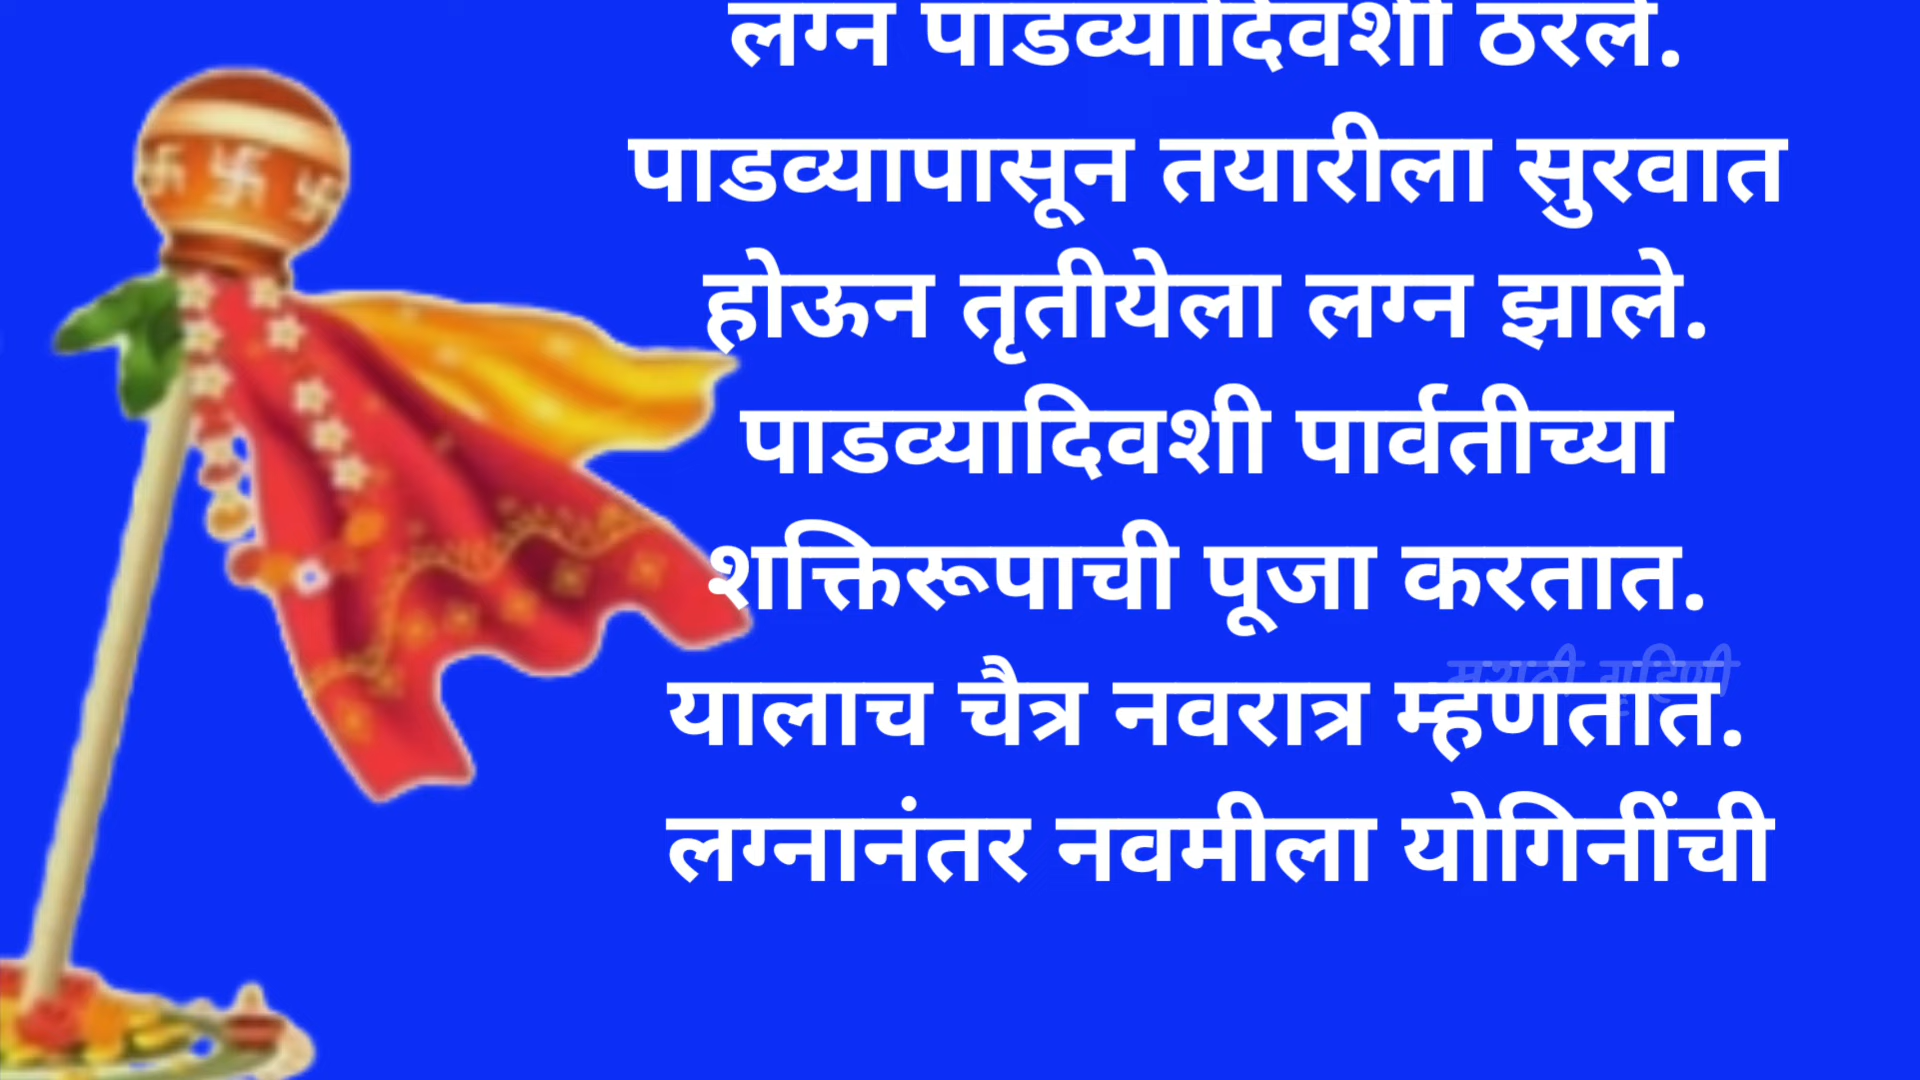 लग्न पाडव्यादिवशी ठरले.
पाडव्यापासून तयारीला सुरवात
होऊन तृतीयेला लग्न झाले.
पाडव्यादिवशी पार्वतीच्या
शक्तिरूपाची पूजा करतात.
मराठी गृहिणी
यालाच चैत्र नवरात्र म्हणतात.
लग्नानंतर नवमीला योगिनींची